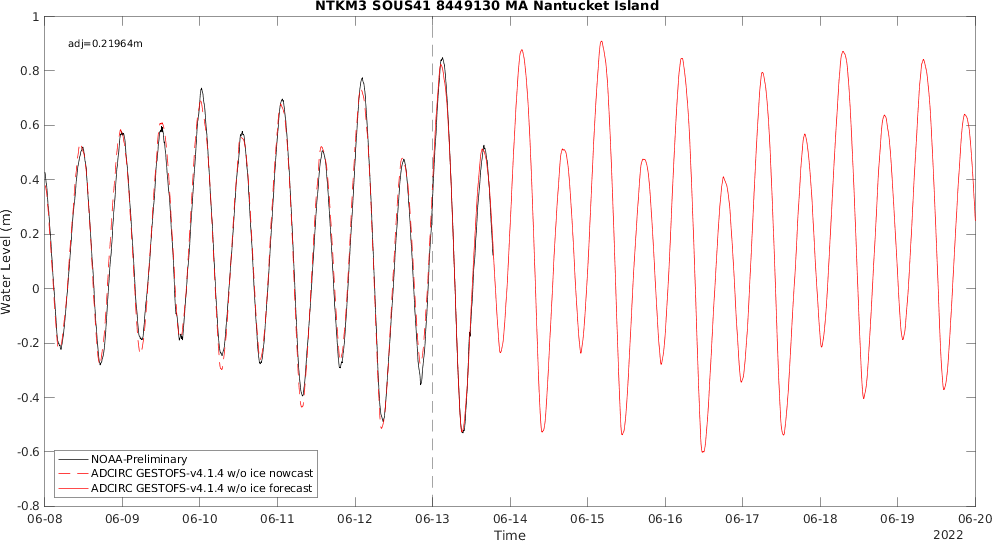 NTKM3 SOUS41 8449130 MA Nantucket Island
adj=0.21964m
1
0.8
0.6
0.4
0.2
0
-0.2
-0.4
-0.6
-0.8
Water Level (m)
NOAA-Preliminary
ADCIRC GESTOFS-v4.1.4 w/o ice nowcast
ADCIRC GESTOFS-v4.1.4 w/o ice forecast
06-08 06-09 06-10 06-11 06-12 06-13 06-14 06-15 06-16 06-17 06-18 06-19 06-20
Time
2022